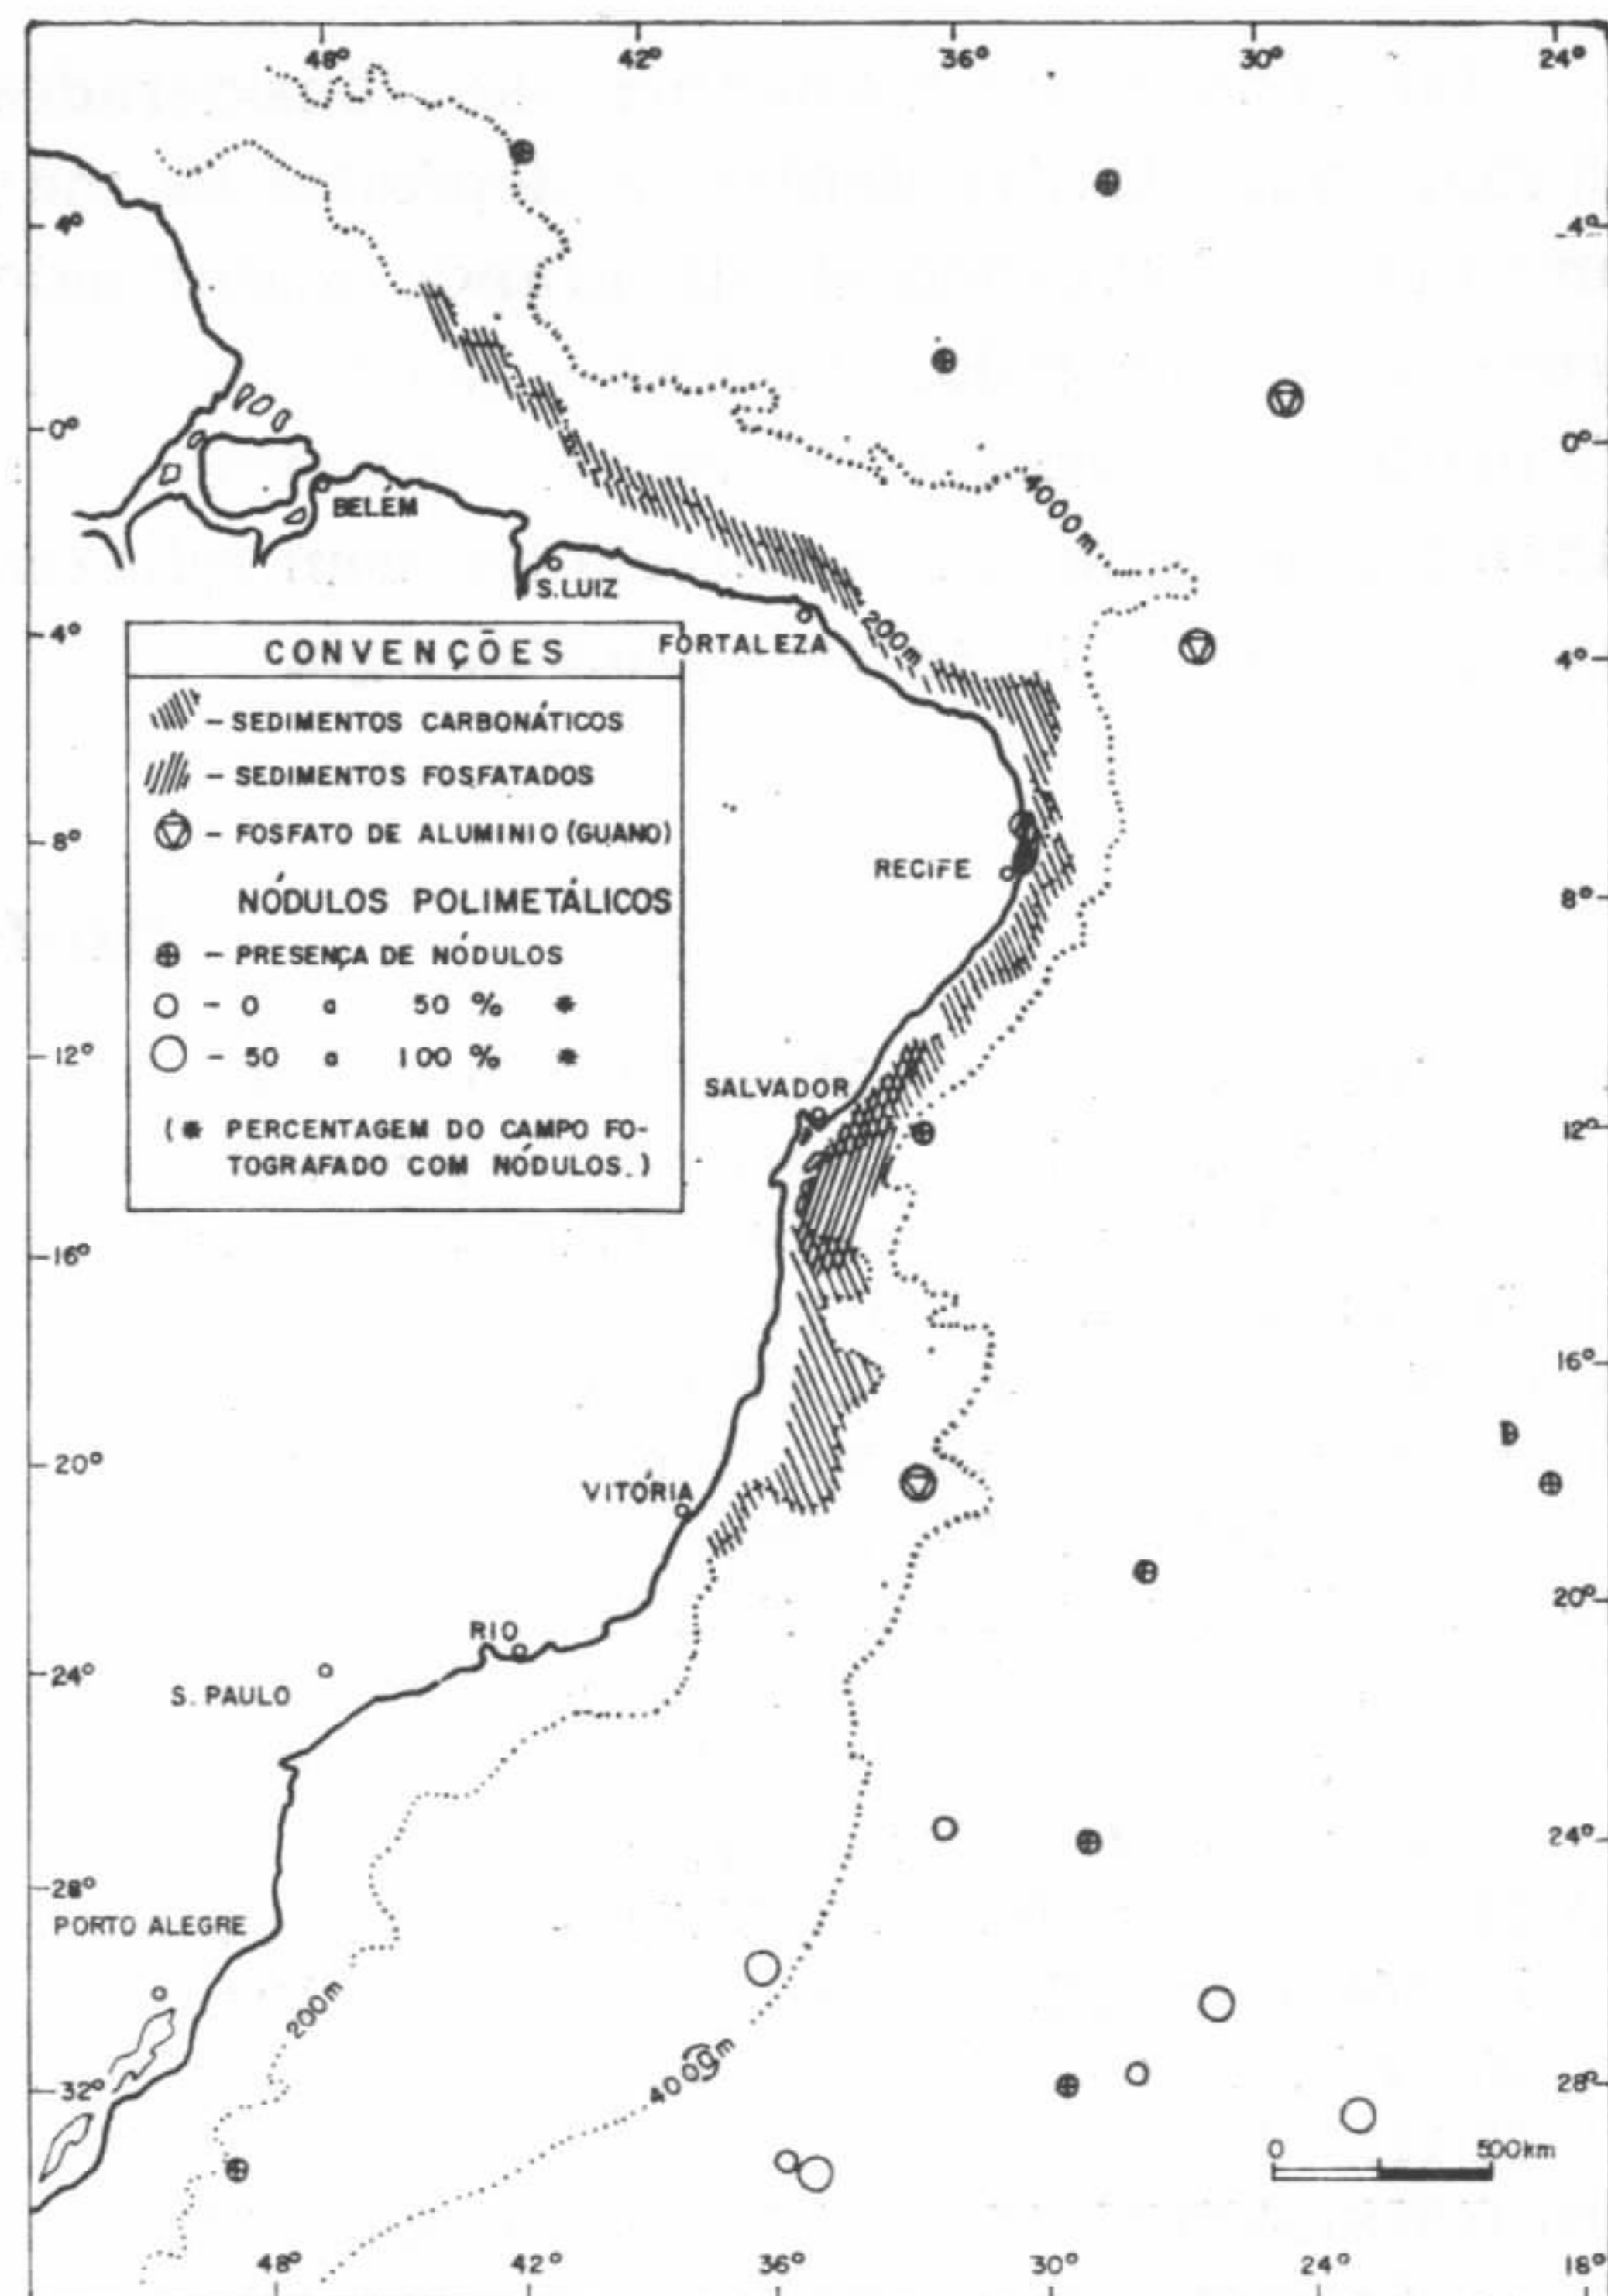 48° 42° 36° 30° 24°
4° 4°
0° 0°
BELÉM
4000m
S. LUIZ
200m
FORTALEZA
4° 4°
CONVENÇÕES
– SEDIMENTOS CARBONÁTICOS
– SEDIMENTOS FOSFATADOS
– FOSFATO DE ALUMINIO (GUANO)
NÓDULOS POLIMETÁLICOS
– PRESENÇA DE NÓDULOS
– 0 a 50 % *
– 50 a 100 % *
(* PERCENTAGEM DO CAMPO FO-
TOGRAFADO COM NÓDULOS.)
8° 8°
RECIFE
12° 12°
SALVADOR
16° 16°
20° 20°
VITÓRIA
RIO
24° 24°
S. PAULO
28° 28°
PORTO ALEGRE
200m
4000m
32°
0 500km
48° 42° 36° 30° 24° 18°